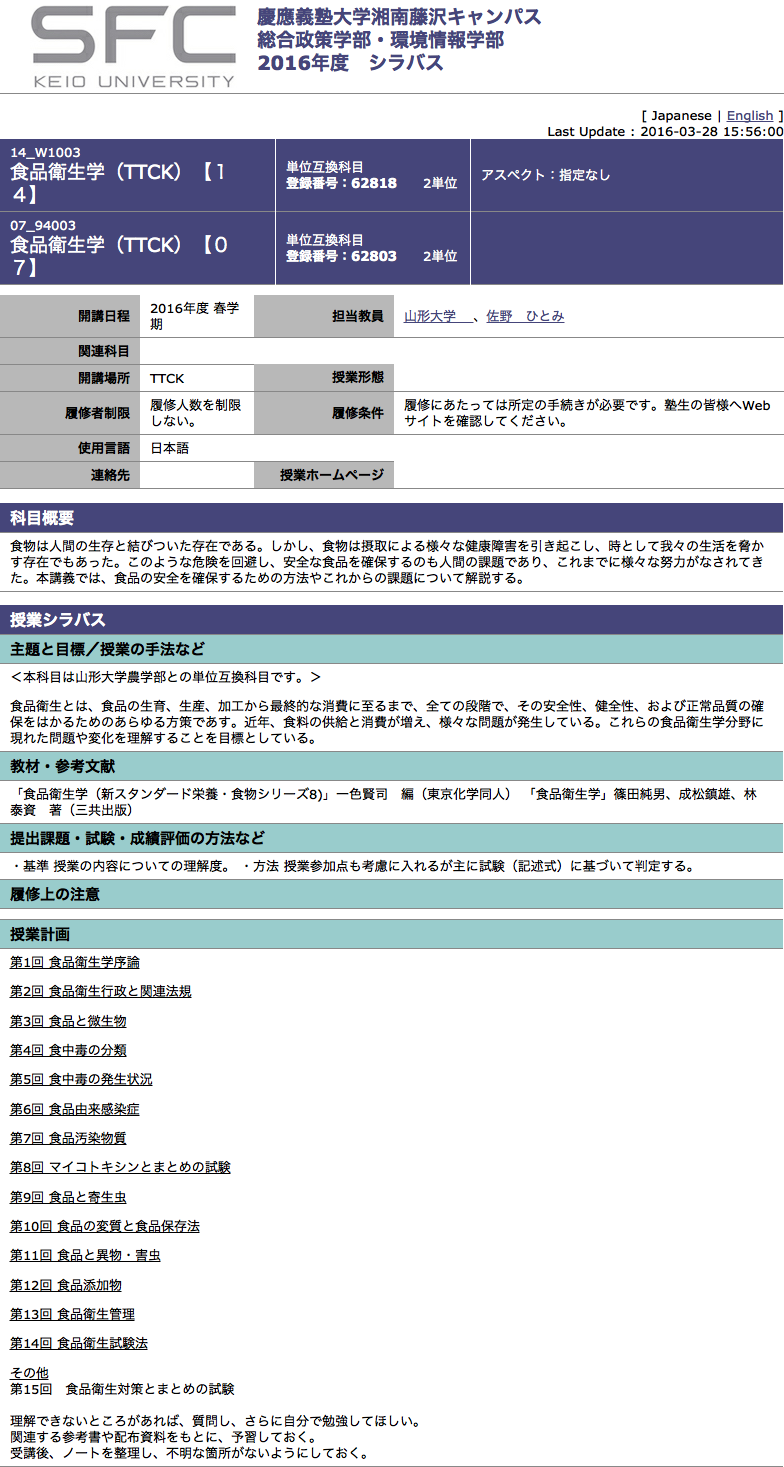 SFC
KEIO UNIVERSITY
慶應義塾大学湘南藤沢キャンパス
総合政策学部・環境情報学部
2016年度　シラバス
[ Japanese | English ]
Last Update : 2016-03-28 15:56:00
14_W1003
食品衛生学（TTCK）【１
４】
単位互換科目
登録番号：62818　　2単位
アスペクト：指定なし
07_94003
食品衛生学（TTCK）【０
７】
単位互換科目
登録番号：62803　　2単位
開講日程
2016年度 春学
期
担当教員
山形大学　、佐野　ひとみ
関連科目
開講場所
TTCK
授業形態
履修者制限
履修人数を制限
しない。
履修条件
履修にあたっては所定の手続きが必要です。塾生の皆様へWeb
サイトを確認してください。
使用言語
日本語
連絡先
授業ホームページ
科目概要
食物は人間の生存と結びついた存在である。しかし、食物は摂取による様々な健康障害を引き起こし、時として我々の生活を脅か
す存在でもあった。このような危険を回避し、安全な食品を確保するのも人間の課題であり、これまでに様々な努力がなされてき
た。本講義では、食品の安全を確保するための方法やこれからの課題について解説する。
授業シラバス
主題と目標／授業の手法など
＜本科目は山形大学農学部との単位互換科目です。＞
食品衛生とは、食品の生育、生産、加工から最終的な消費に至るまで、全ての段階で、その安全性、健全性、および正常品質の確
保をはかるためのあらゆる方策であす。近年、食料の供給と消費が増え、様々な問題が発生している。これらの食品衛生学分野に
現れた問題や変化を理解することを目標としている。
教材・参考文献
「食品衛生学（新スタンダード栄養・食物シリーズ8)」一色賢司　編（東京化学同人）　「食品衛生学」篠田純男、成松鎮雄、林
泰資　著（三共出版）
提出課題・試験・成績評価の方法など
・基準 授業の内容についての理解度。 ・方法 授業参加点も考慮に入れるが主に試験（記述式）に基づいて判定する。
履修上の注意
授業計画
第1回 食品衛生学序論
第2回 食品衛生行政と関連法規
第3回 食品と微生物
第4回 食中毒の分類
第5回 食中毒の発生状況
第6回 食品由来感染症
第7回 食品汚染物質
第8回 マイコトキシンとまとめの試験
第9回 食品と寄生虫
第10回 食品の変質と食品保存法
第11回 食品と異物・害虫
第12回 食品添加物
第13回 食品衛生管理
第14回 食品衛生試験法
その他
第15回　食品衛生対策とまとめの試験
理解できないところがあれば、質問し、さらに自分で勉強してほしい。
関連する参考書や配布資料をもとに、予習しておく。
受講後、ノートを整理し、不明な箇所がないようにしておく。